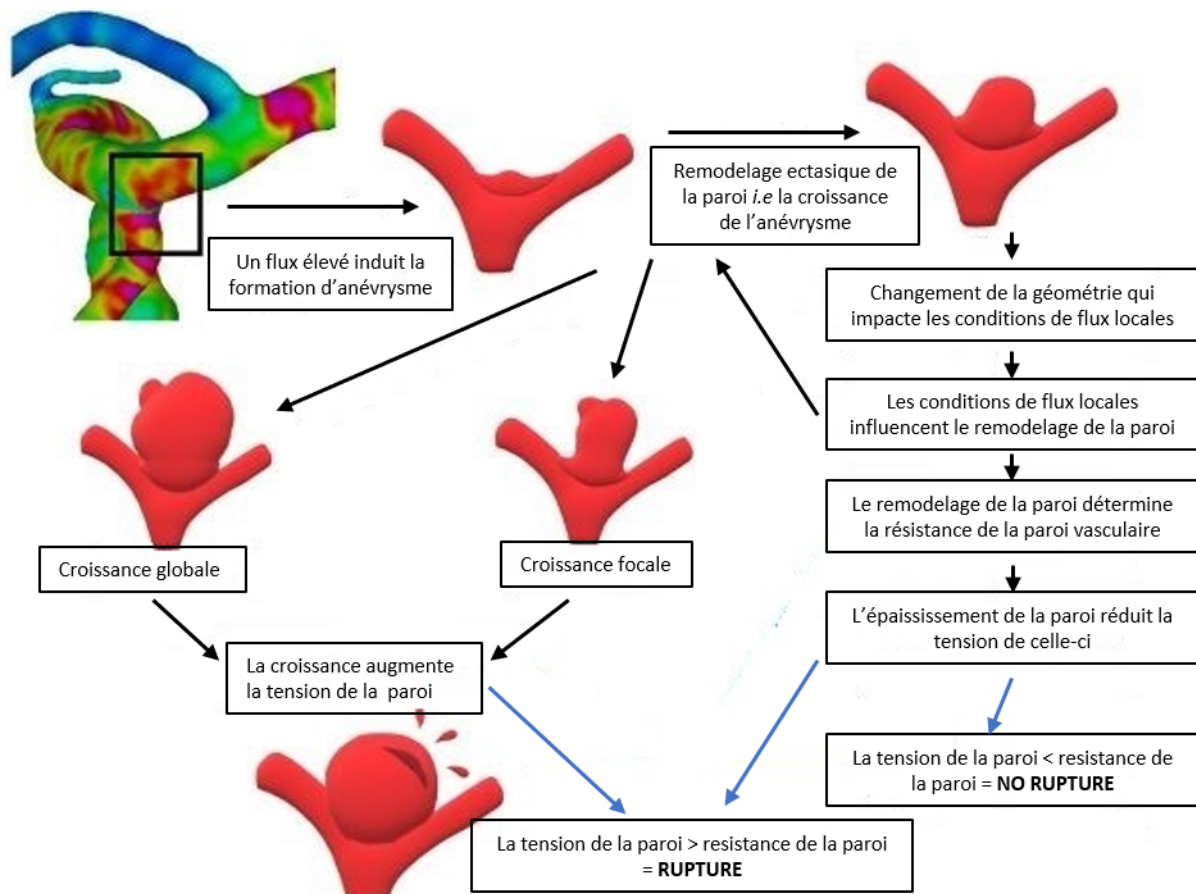 Un flux élevé induit la
formation d'anévrysme
Remodelage ectasique de
la paroi i.e la croissance
de l'anévrysme
Changement de la géométrie qui
impacte les conditions de flux locales
Les conditions de flux locales
influencent le remodelage de la paroi
Le remodelage de la paroi détermine
la résistance de la paroi vasculaire
L'épaississement de la paroi réduit la
tension de celle-ci
La tension de la paroi < resistance de
la paroi = NO RUPTURE
Croissance globale
Croissance focale
La croissance augmente
la tension de la paroi
La tension de la paroi > resistance de la paroi
= RUPTURE